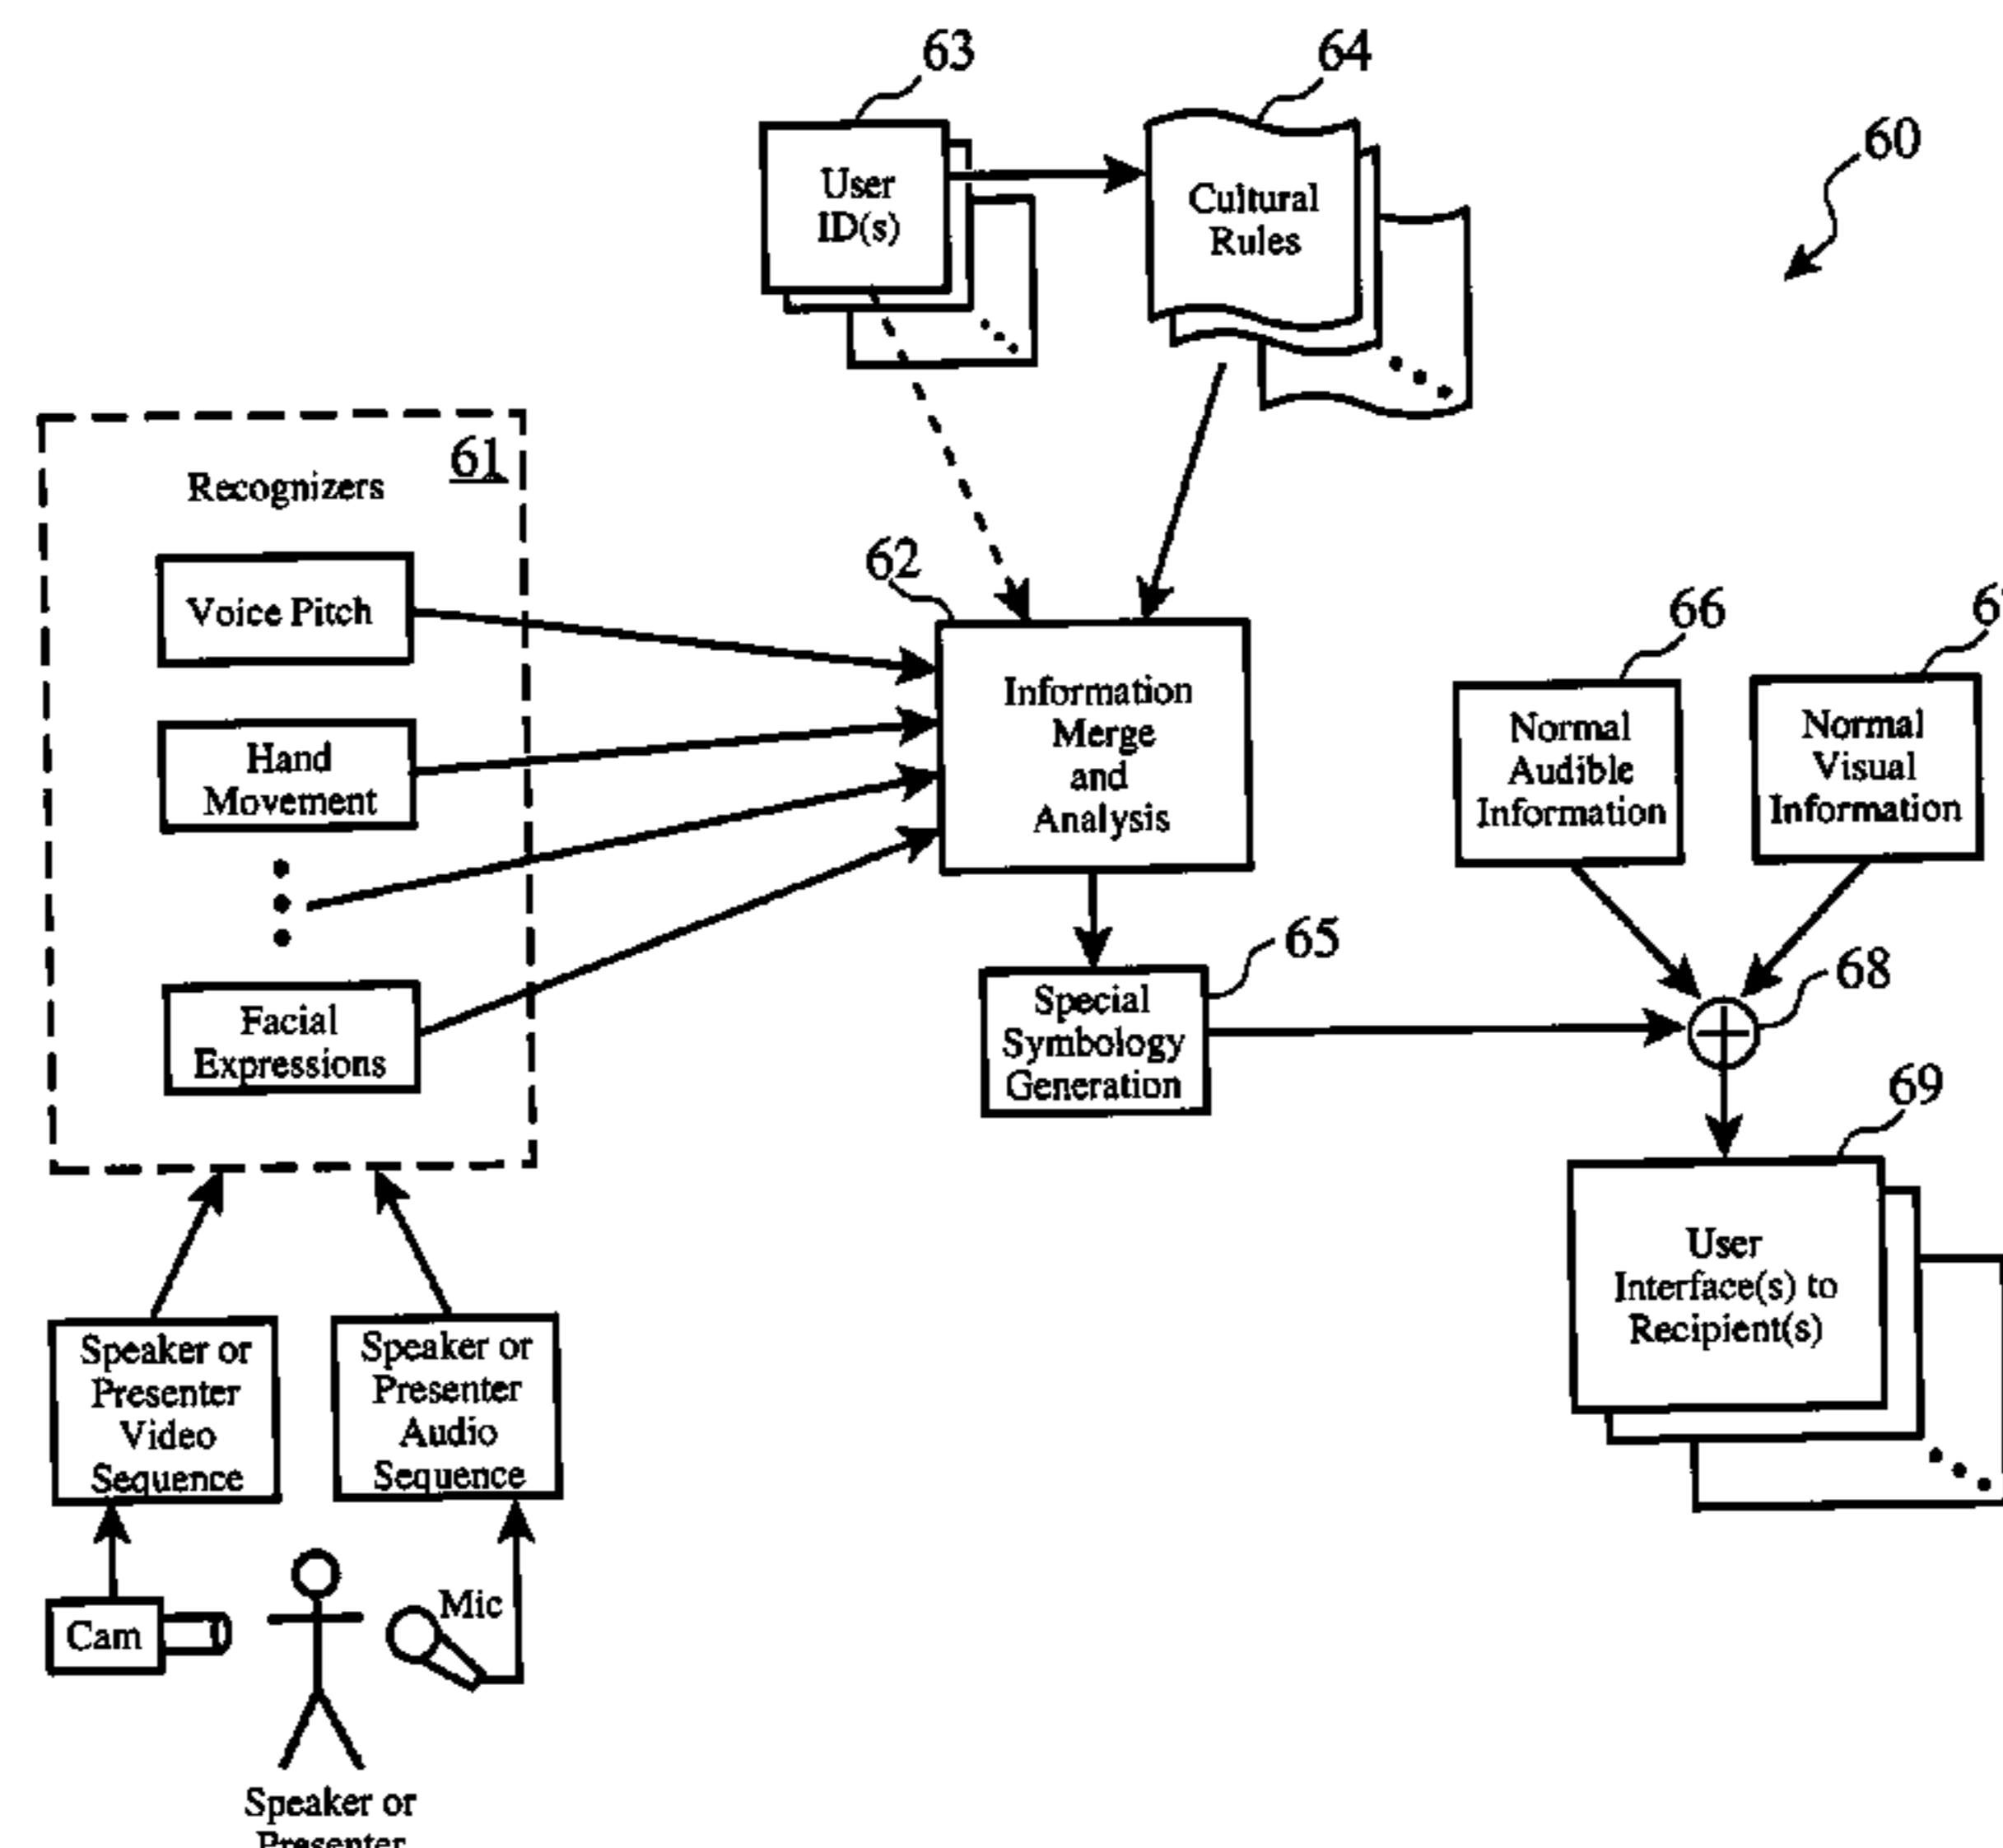 63
64
60
User
ID(s)
Cultural
Rules
61
Recognizers
62
Voice Pitch
Information
Merge
and
Analysis
66
Normal
Audible
Information
Normal
Visual
Information
Hand
Movement
65
68
Facial
Expressions
Special
Symbology
Generation
69
User
Interface(s) to
Recipient(s)
Speaker or
Presenter
Video
Sequence
Speaker or
Presenter
Audio
Sequence
Cam
Mic
Speaker or
Presenter